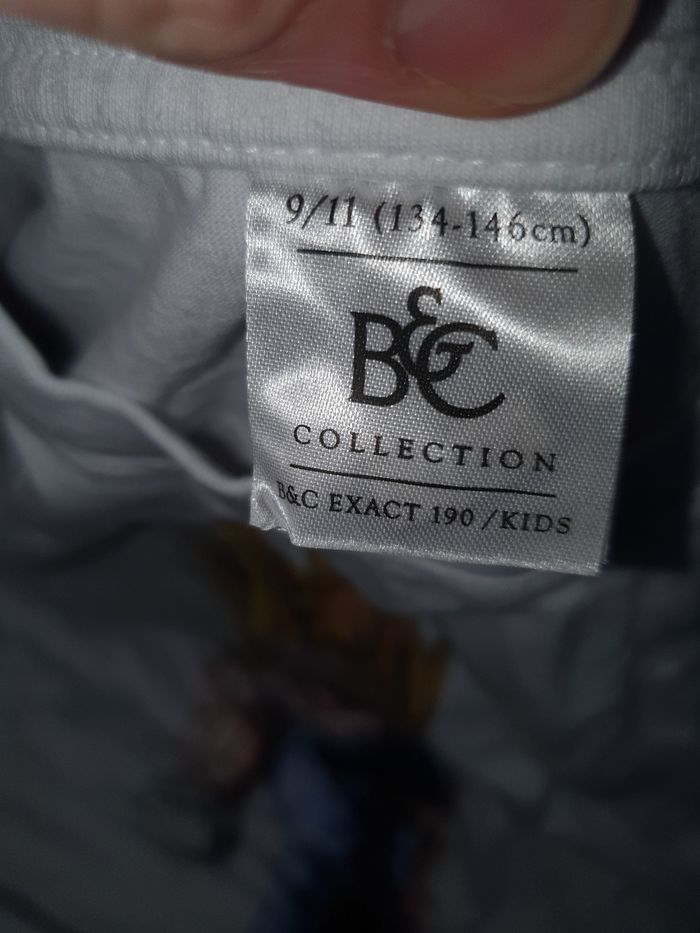 9/11 (134-146cm)
B&C
COLLECTION
B&C EXACT 190 /KIDS